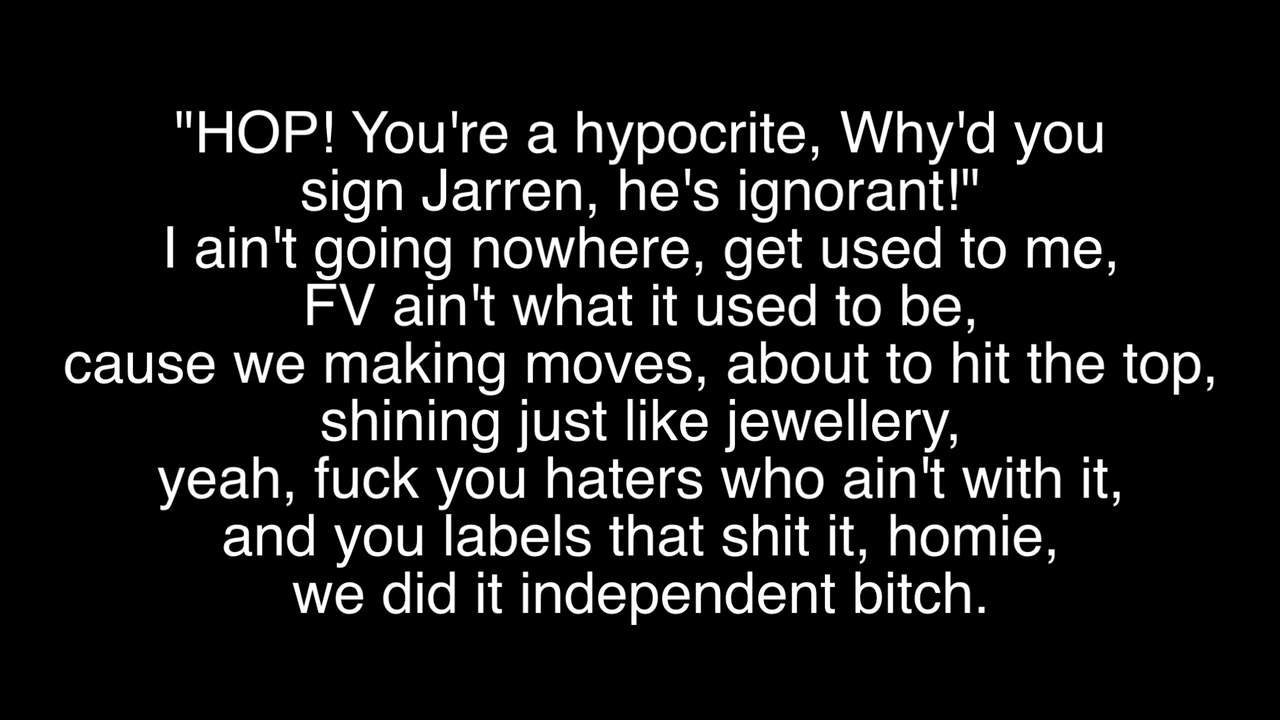 "HOP! You're a hypocrite, Why'd you
sign Jarren, he's ignorant!"
I ain't going nowhere, get used to me,
FV ain't what it used to be,
cause we making moves, about to hit the top,
shining just like jewellery,
yeah, fuck you haters who ain't with it,
and you labels that shit it, homie,
we did it independent bitch.